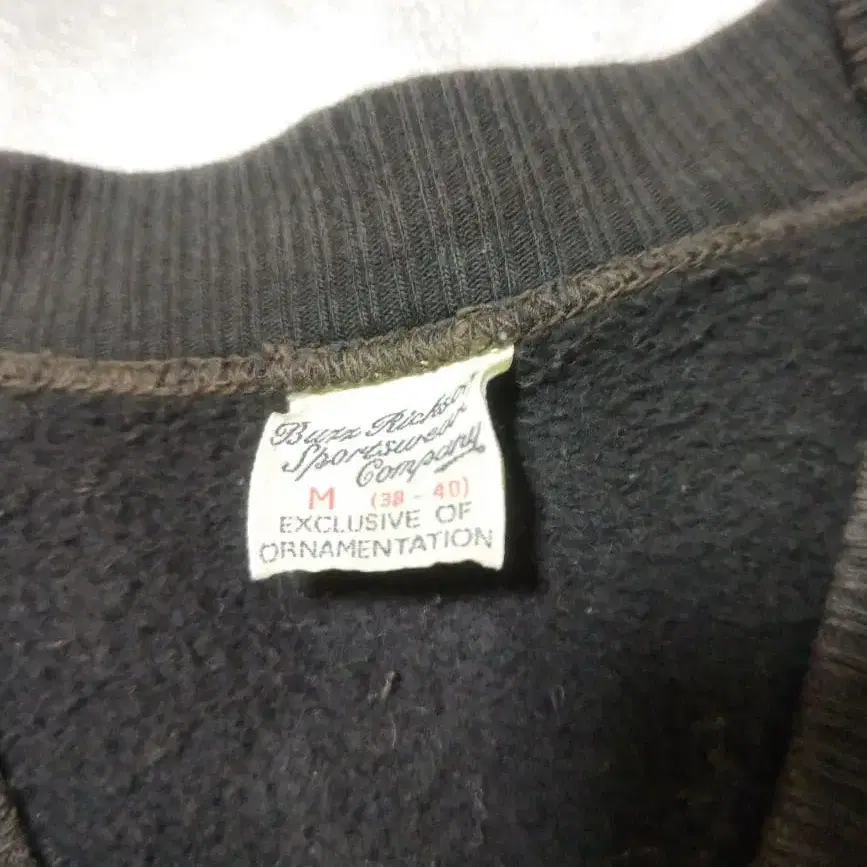 Buzz Rickson
Sportswear
Company
M (38 - 40)
EXCLUSIVE OF
ORNAMENTATION